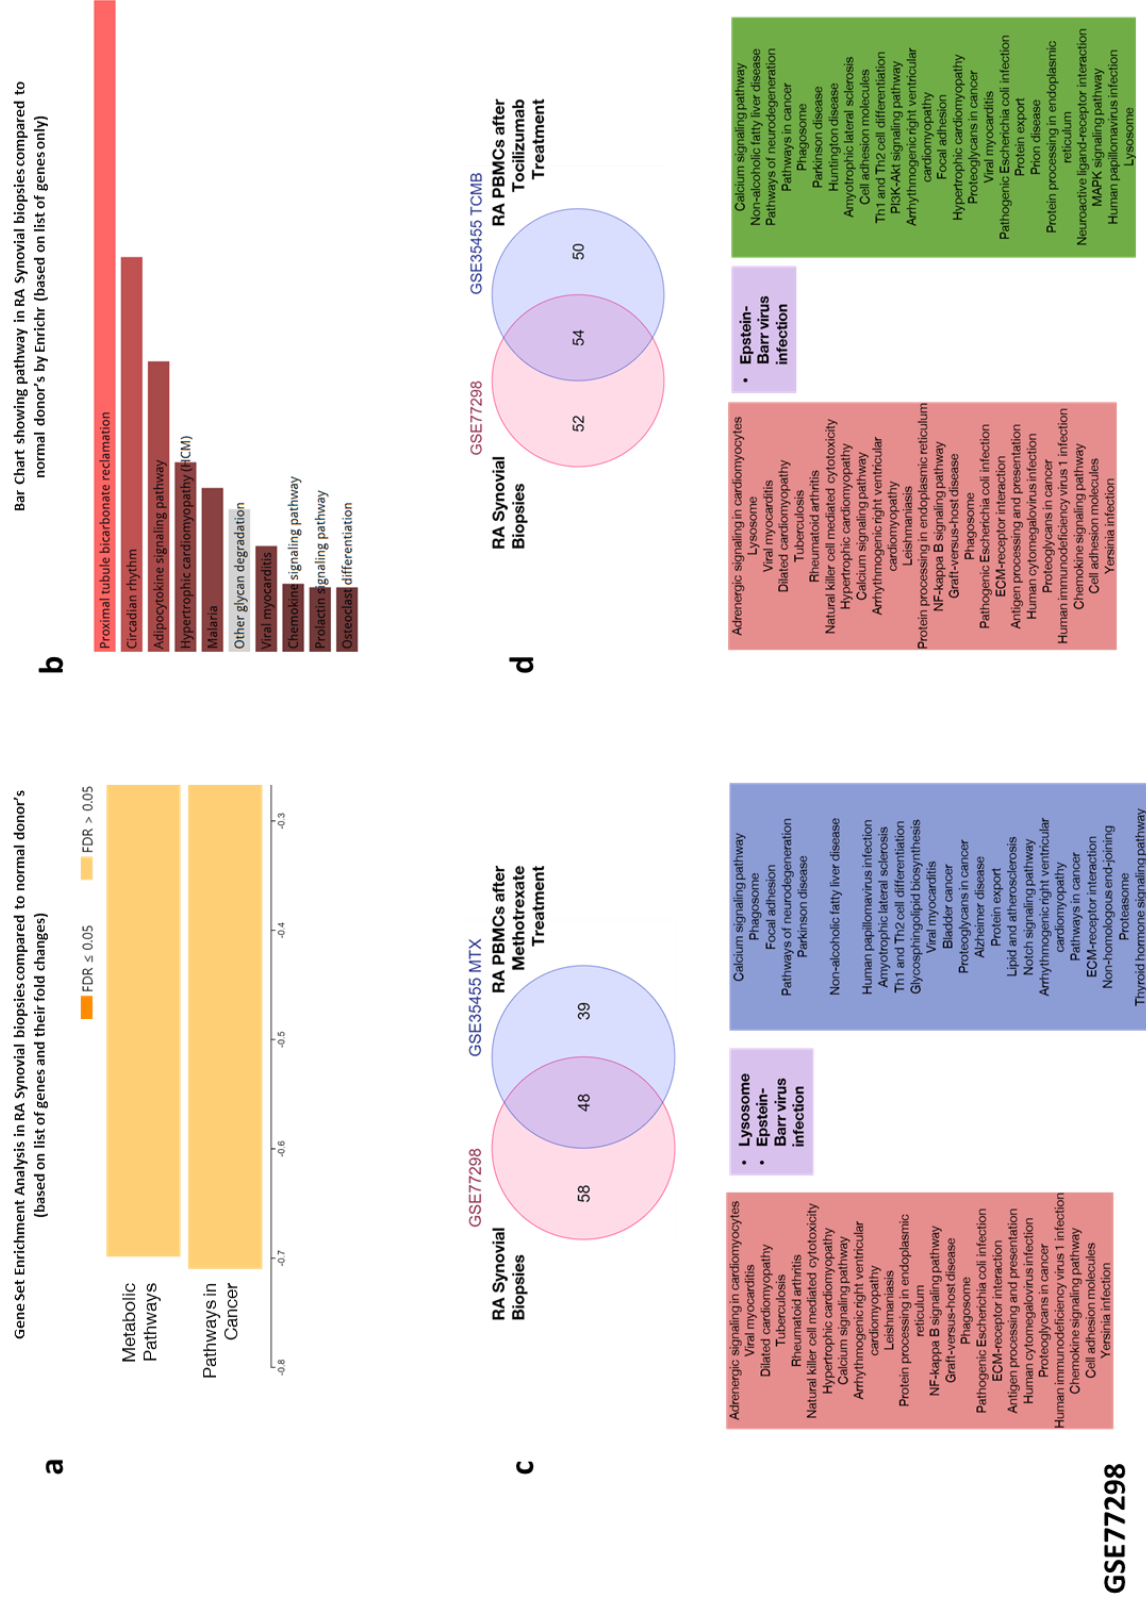 a
Gene Set Enrichment Analysis in RA Synovial biopsies compared to normal donor's
(based on list of genes and their fold changes)
FDR ≤ 0.05
FDR > 0.05
Metabolic
Pathways
Pathways in
Cancer
-0.8
-0.7
-0.6
-0.5
-0.4
-0.3
b
Bar Chart showing pathway in RA Synovial biopsies compared to
normal donor's by Enrichr (based on list of genes only)
Proximal tubule bicarbonate reclamation
Circadian rhythm
Adipocytokine signaling pathway
Hypertrophic cardiomyopathy (HCM)
Malaria
Other glycan degradation
Viral myocarditis
Chemokine signaling pathway
Prolactin signaling pathway
Osteoclast differentiation
c
GSE77298
GSE35455 MTX
RA Synovial
Biopsies
RA PBMCs after
Methotrexate
Treatment
58
48
39
Adrenergic signaling in cardiomyocytes
Viral myocarditis
Dilated cardiomyopathy
Tuberculosis
Rheumatoid arthritis
Natural killer cell mediated cytotoxicity
Hypertrophic cardiomyopathy
Calcium signaling pathway
Arrhythmogenic right ventricular
cardiomyopathy
Leishmaniasis
Protein processing in endoplasmic
reticulum
NF-kappa B signaling pathway
Graft-versus-host disease
Phagosome
Pathogenic Escherichia coli infection
ECM-receptor interaction
Antigen processing and presentation
Human cytomegalovirus infection
Proteoglycans in cancer
Human immunodeficiency virus 1 infection
Chemokine signaling pathway
Cell adhesion molecules
Yersinia infection
• Lysosome
• Epstein-
Barr virus
infection
Calcium signaling pathway
Phagosome
Focal adhesion
Pathways of neurodegeneration
Parkinson disease
Non-alcoholic fatty liver disease
Human papillomavirus infection
Amyotrophic lateral sclerosis
Th1 and Th2 cell differentiation
Glycosphingolipid biosynthesis
Viral myocarditis
Bladder cancer
Proteoglycans in cancer
Alzheimer disease
Protein export
Lipid and atherosclerosis
Notch signaling pathway
Arrhythmogenic right ventricular
cardiomyopathy
Pathways in cancer
ECM-receptor interaction
Non-homologous end-joining
Proteasome
Thyroid hormone signaling pathway
d
GSE77298
GSE35455 TCMB
RA Synovial
Biopsies
RA PBMCs after
Tocilizumab
Treatment
52
54
50
Adrenergic signaling in cardiomyocytes
Lysosome
Viral myocarditis
Dilated cardiomyopathy
Tuberculosis
Rheumatoid arthritis
Natural killer cell mediated cytotoxicity
Hypertrophic cardiomyopathy
Calcium signaling pathway
Arrhythmogenic right ventricular
cardiomyopathy
Leishmaniasis
Protein processing in endoplasmic reticulum
NF-kappa B signaling pathway
Graft-versus-host disease
Phagosome
Pathogenic Escherichia coli infection
ECM-receptor interaction
Antigen processing and presentation
Human cytomegalovirus infection
Proteoglycans in cancer
Human immunodeficiency virus 1 infection
Chemokine signaling pathway
Cell adhesion molecules
Yersinia infection
• Epstein-
Barr virus
infection
Calcium signaling pathway
Non-alcoholic fatty liver disease
Pathways of neurodegeneration
Pathways in cancer
Phagosome
Parkinson disease
Huntington disease
Amyotrophic lateral sclerosis
Cell adhesion molecules
Th1 and Th2 cell differentiation
PI3K-Akt signaling pathway
Arrhythmogenic right ventricular
cardiomyopathy
Focal adhesion
Hypertrophic cardiomyopathy
Proteoglycans in cancer
Viral myocarditis
Pathogenic Escherichia coli infection
Protein export
Prion disease
Protein processing in endoplasmic
reticulum
Neuroactive ligand-receptor interaction
MAPK signaling pathway
Human papillomavirus infection
Lysosome
GSE77298